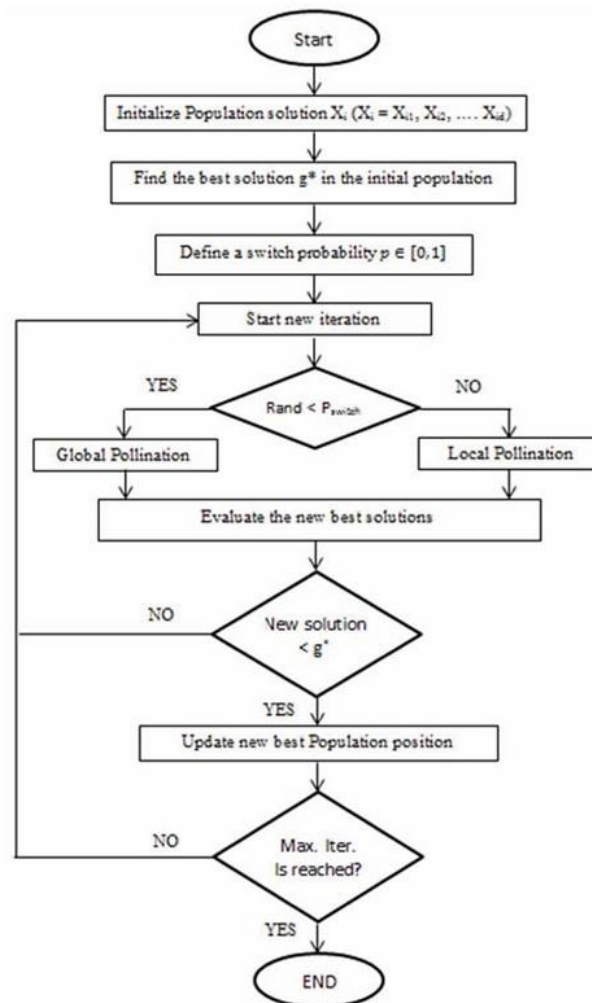 Start
Initialize Population solution Xᵢ (Xᵢ = Xᵢ₁, Xᵢ₂, .... X_id)
Find the best solution g* in the initial population
Define a switch probability p ∈ [0,1]
Start new iteration
YES
NO
Rand < P_switch
Global Pollination
Local Pollination
Evaluate the new best solutions
NO
New solution
< g*
YES
Update new best Population position
NO
Max. Iter.
Is reached?
YES
END